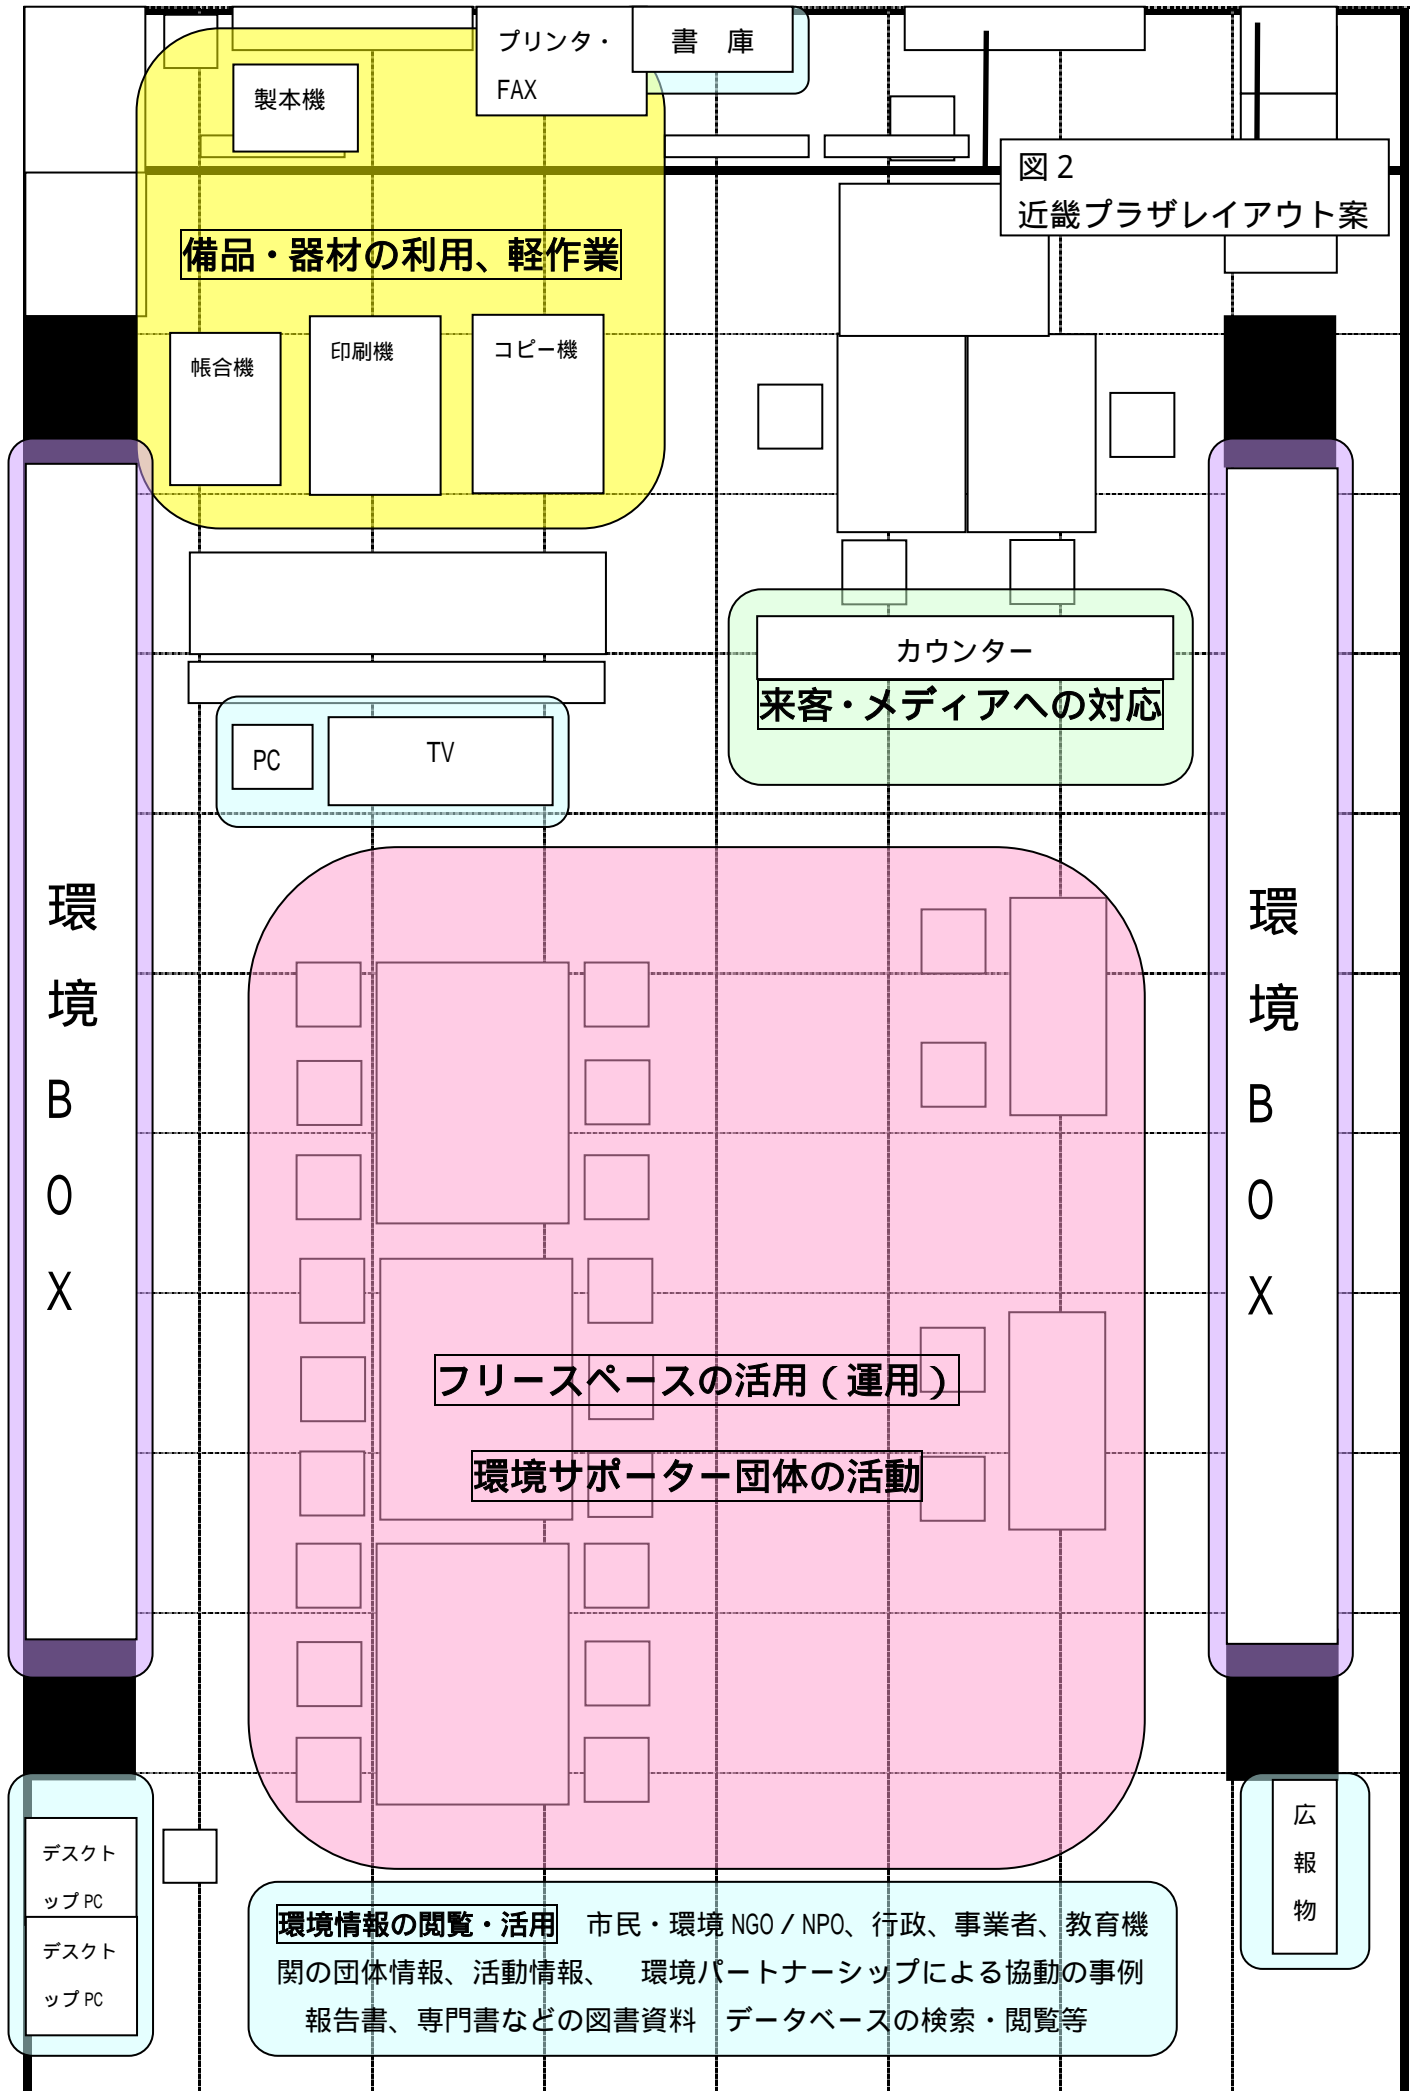 プリンタ・
FAX
書　庫
製本機
図２
近畿プラザレイアウト案
備品・器材の利用、軽作業
帳合機
印刷機
コピー機
カウンター
来客・メディアへの対応
PC
TV
環
境
B
O
X
環
境
B
O
X
フリースペースの活用（運用）
環境サポーター団体の活動
デスクト
ップ PC
デスクト
ップ PC
広
報
物
環境情報の閲覧・活用　市民・環境 NGO／NPO、行政、事業者、教育機
関の団体情報、活動情報、　環境パートナーシップによる協動の事例
報告書、専門書などの図書資料　データベースの検索・閲覧等